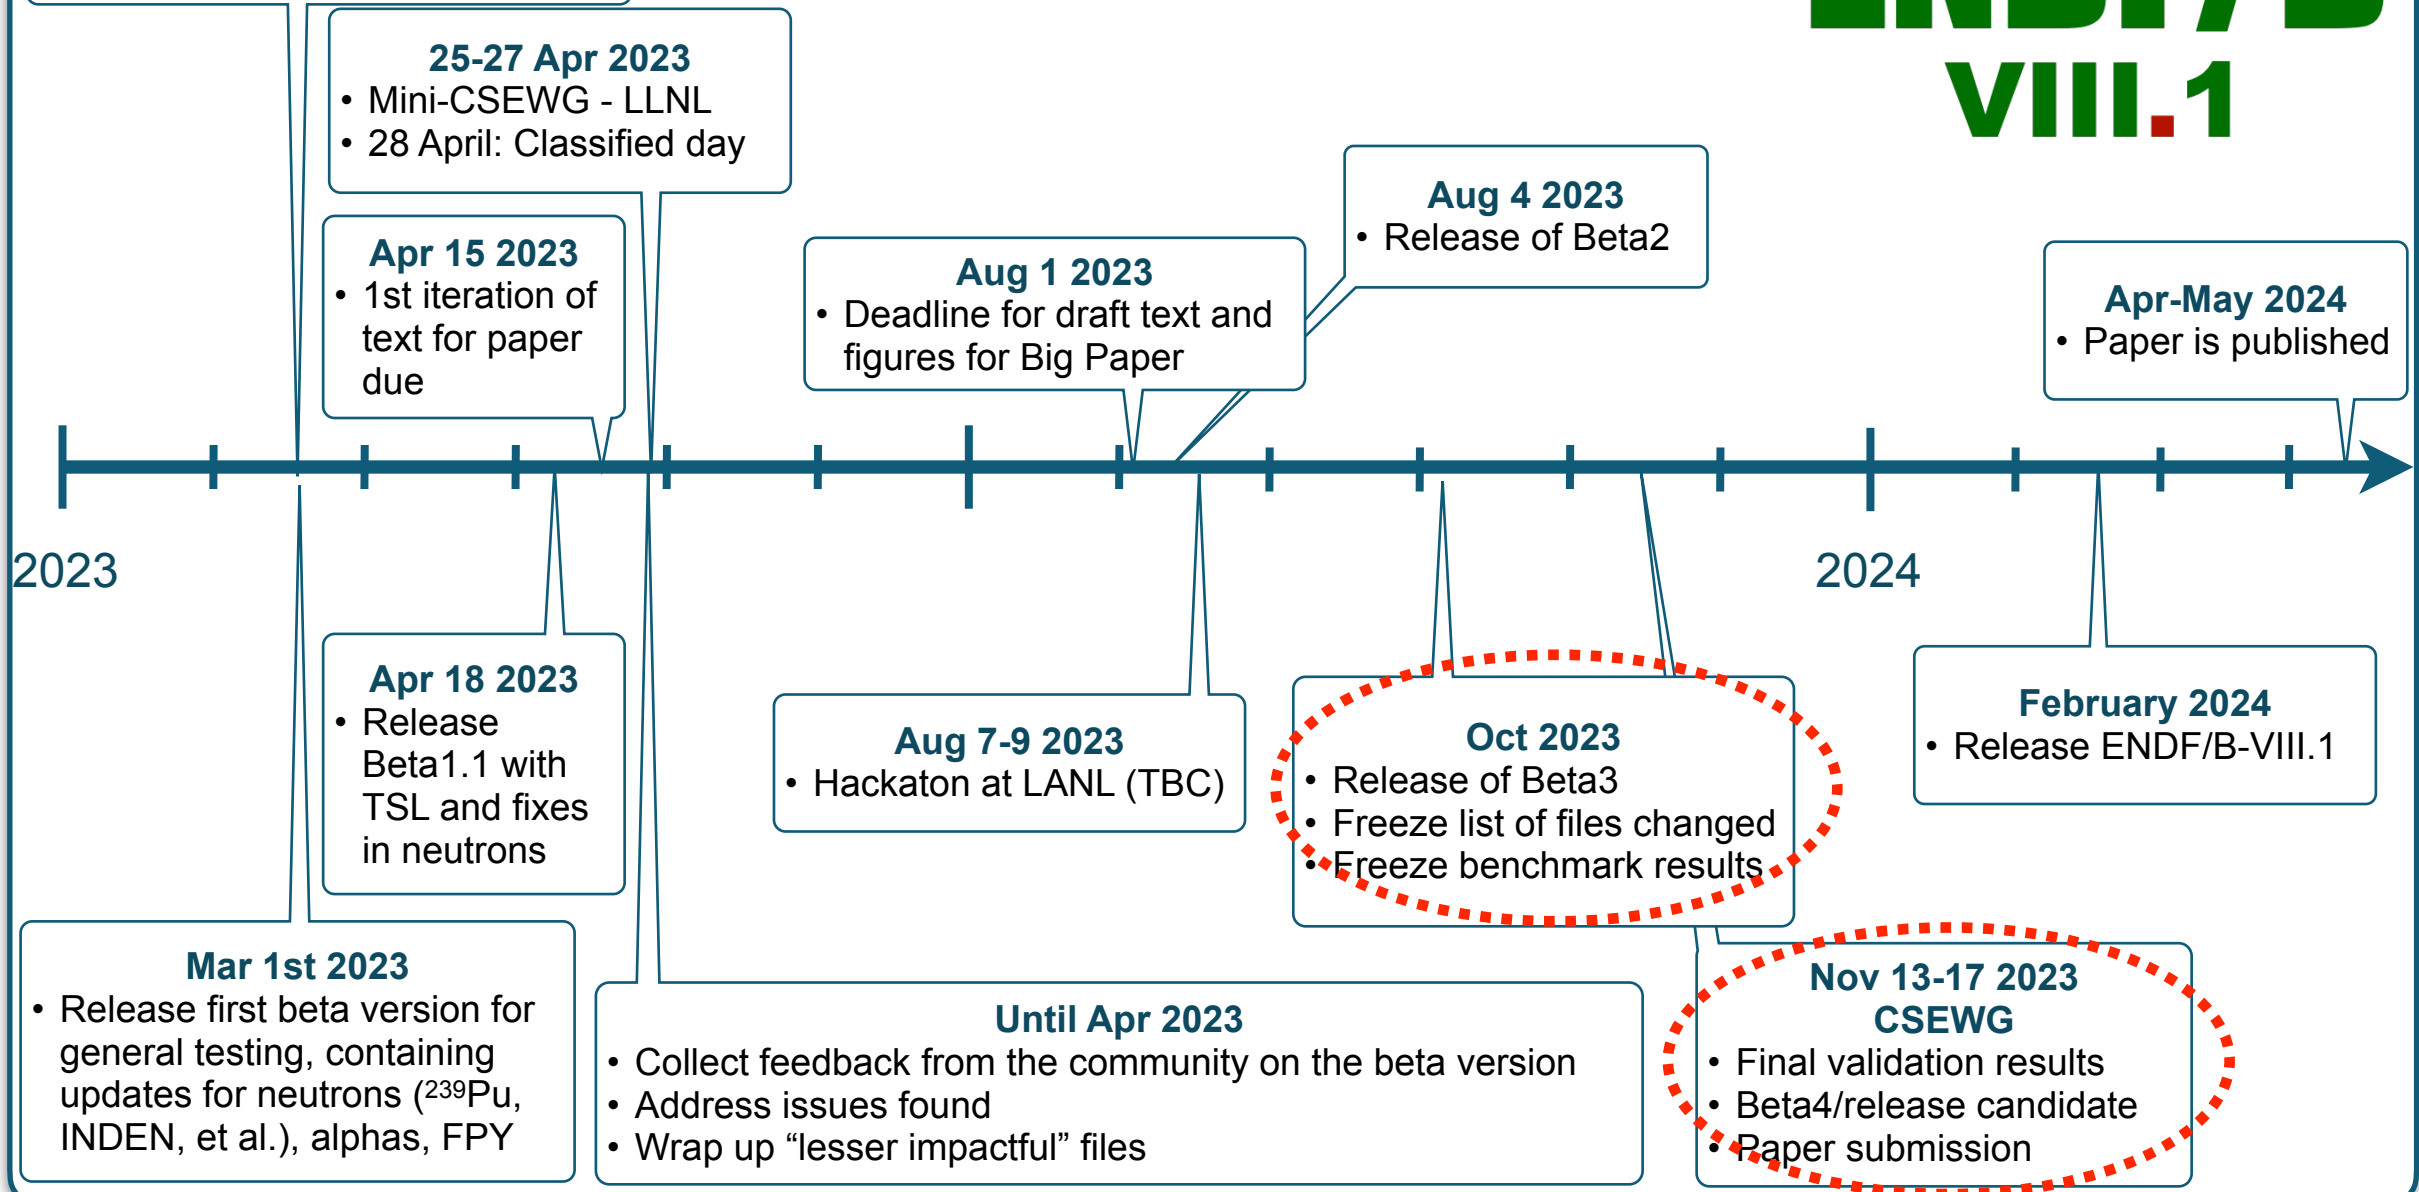 ENDF/B
VIII.1
25-27 Apr 2023
• Mini-CSEWG - LLNL
• 28 April: Classified day
Apr 15 2023
• 1st iteration of
text for paper
due
Aug 1 2023
• Deadline for draft text and
figures for Big Paper
Aug 4 2023
• Release of Beta2
Apr-May 2024
• Paper is published
2023
2024
Apr 18 2023
• Release
Beta1.1 with
TSL and fixes
in neutrons
Aug 7-9 2023
• Hackaton at LANL (TBC)
Oct 2023
• Release of Beta3
• Freeze list of files changed
• Freeze benchmark results
February 2024
• Release ENDF/B-VIII.1
Mar 1st 2023
• Release first beta version for
general testing, containing
updates for neutrons (²³⁹Pu,
INDEN, et al.), alphas, FPY
Until Apr 2023
• Collect feedback from the community on the beta version
• Address issues found
• Wrap up “lesser impactful” files
Nov 13-17 2023
CSEWG
• Final validation results
• Beta4/release candidate
• Paper submission